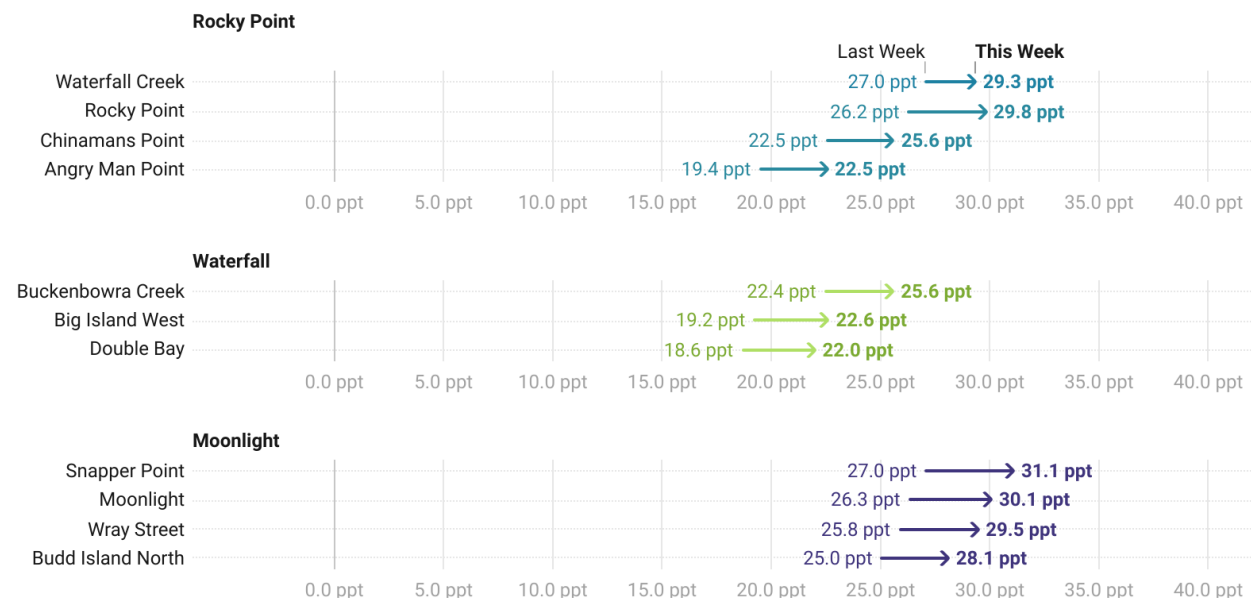 Rocky Point
Last Week This Week
Waterfall Creek 27.0 ppt 29.3 ppt
Rocky Point 26.2 ppt 29.8 ppt
Chinamans Point 22.5 ppt 25.6 ppt
Angry Man Point 19.4 ppt 22.5 ppt
0.0 ppt 5.0 ppt 10.0 ppt 15.0 ppt 20.0 ppt 25.0 ppt 30.0 ppt 35.0 ppt 40.0 ppt
Waterfall
Buckenbowra Creek 22.4 ppt 25.6 ppt
Big Island West 19.2 ppt 22.6 ppt
Double Bay 18.6 ppt 22.0 ppt
0.0 ppt 5.0 ppt 10.0 ppt 15.0 ppt 20.0 ppt 25.0 ppt 30.0 ppt 35.0 ppt 40.0 ppt
Moonlight
Snapper Point 27.0 ppt 31.1 ppt
Moonlight 26.3 ppt 30.1 ppt
Wray Street 25.8 ppt 29.5 ppt
Budd Island North 25.0 ppt 28.1 ppt
0.0 ppt 5.0 ppt 10.0 ppt 15.0 ppt 20.0 ppt 25.0 ppt 30.0 ppt 35.0 ppt 40.0 ppt